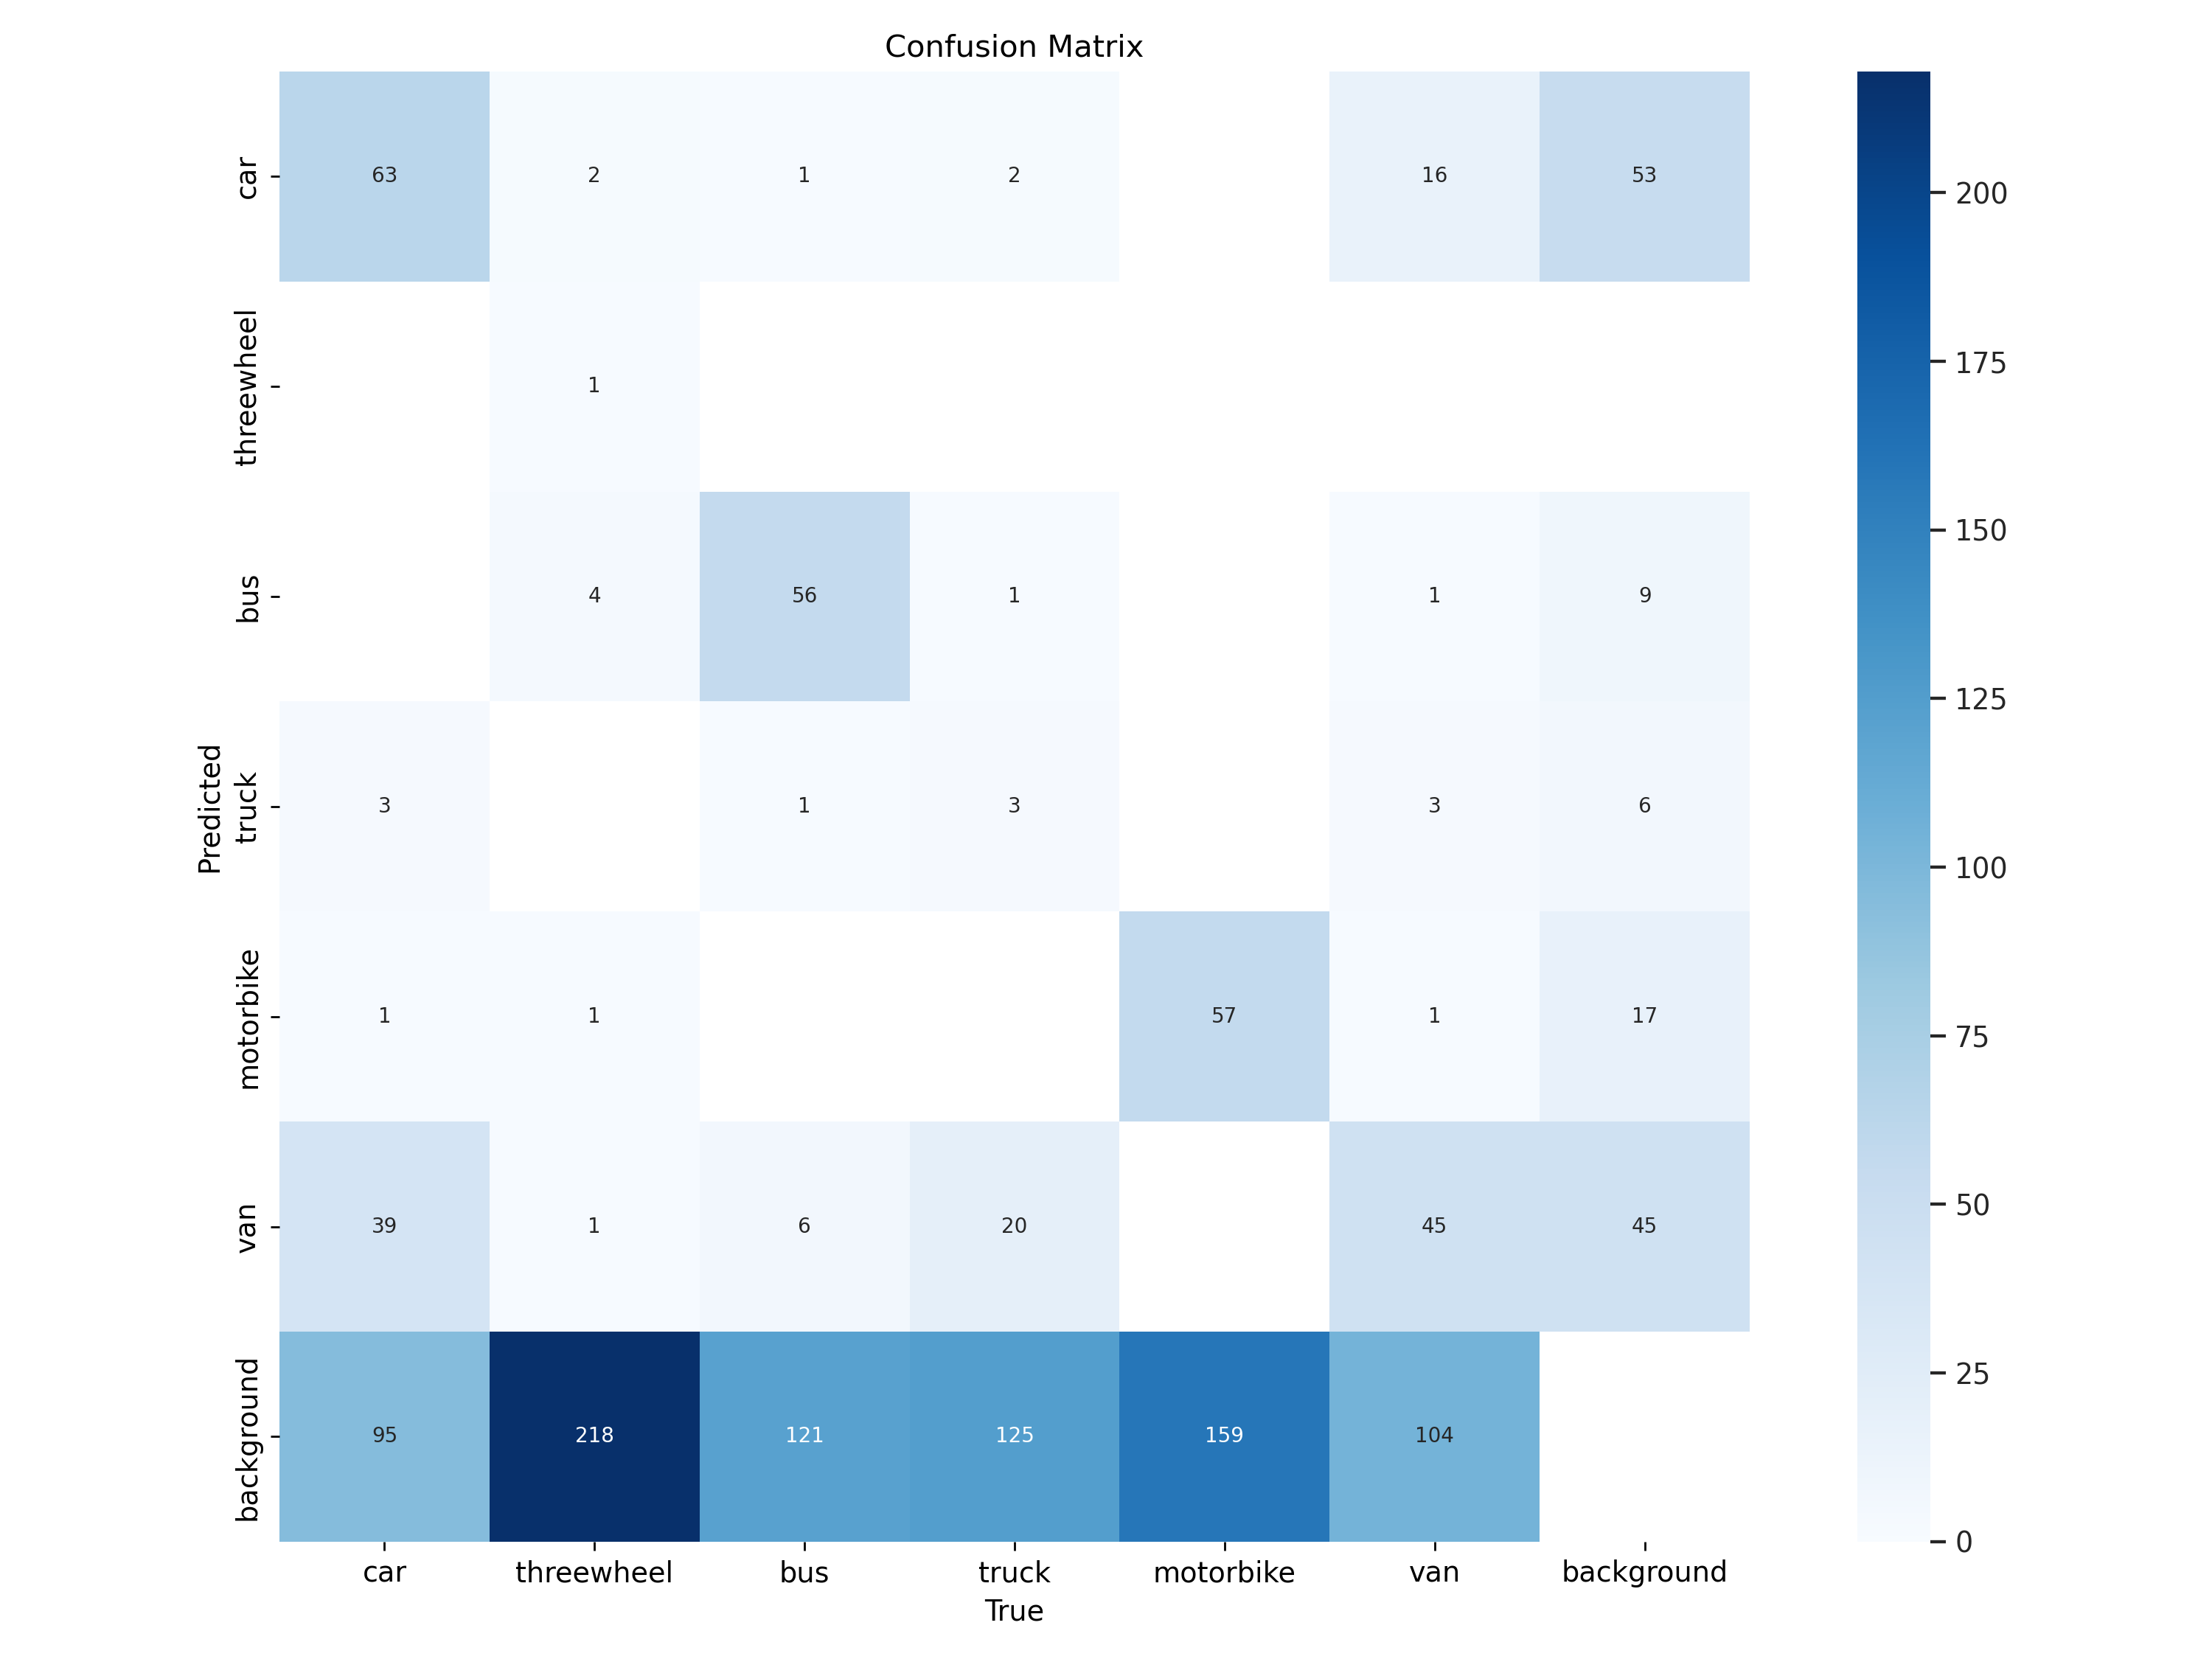 Confusion Matrix
car
63 2 1 2 16 53
threewheel
1
bus
4 56 1 1 9
truck
3 1 3 3 6
motorbike
1 1 57 1 17
van
39 1 6 20 45 45
background
95 218 121 125 159 104
Predicted
car threewheel bus truck motorbike van background
True
200
175
150
125
100
75
50
25
0